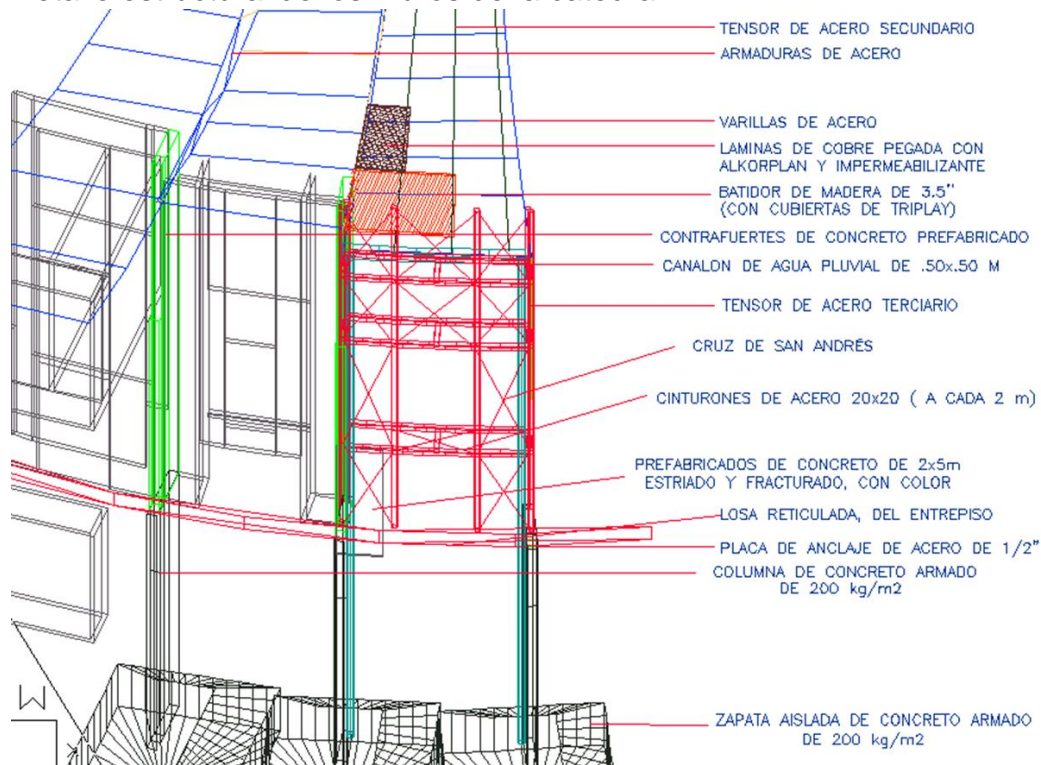 TENSOR DE ACERO SECUNDARIO
ARMADURAS DE ACERO
VARILLAS DE ACERO
LAMINAS DE COBRE PEGADA CON
ALKORPLAN Y IMPERMEABILIZANTE
BATIDOR DE MADERA DE 3.5"
(CON CUBIERTAS DE TRIPLAY)
CONTRAFUERTES DE CONCRETO PREFABRICADO
CANALON DE AGUA PLUVIAL DE .50x.50 M
TENSOR DE ACERO TERCIARIO
CRUZ DE SAN ANDRÉS
CINTURONES DE ACERO 20x20 ( A CADA 2 m)
PREFABRICADOS DE CONCRETO DE 2x5m
ESTRIADO Y FRACTURADO, CON COLOR
LOSA RETICULADA, DEL ENTREPISO
PLACA DE ANCLAJE DE ACERO DE 1/2"
COLUMNA DE CONCRETO ARMADO
DE 200 kg/m2
ZAPATA AISLADA DE CONCRETO ARMADO
DE 200 kg/m2